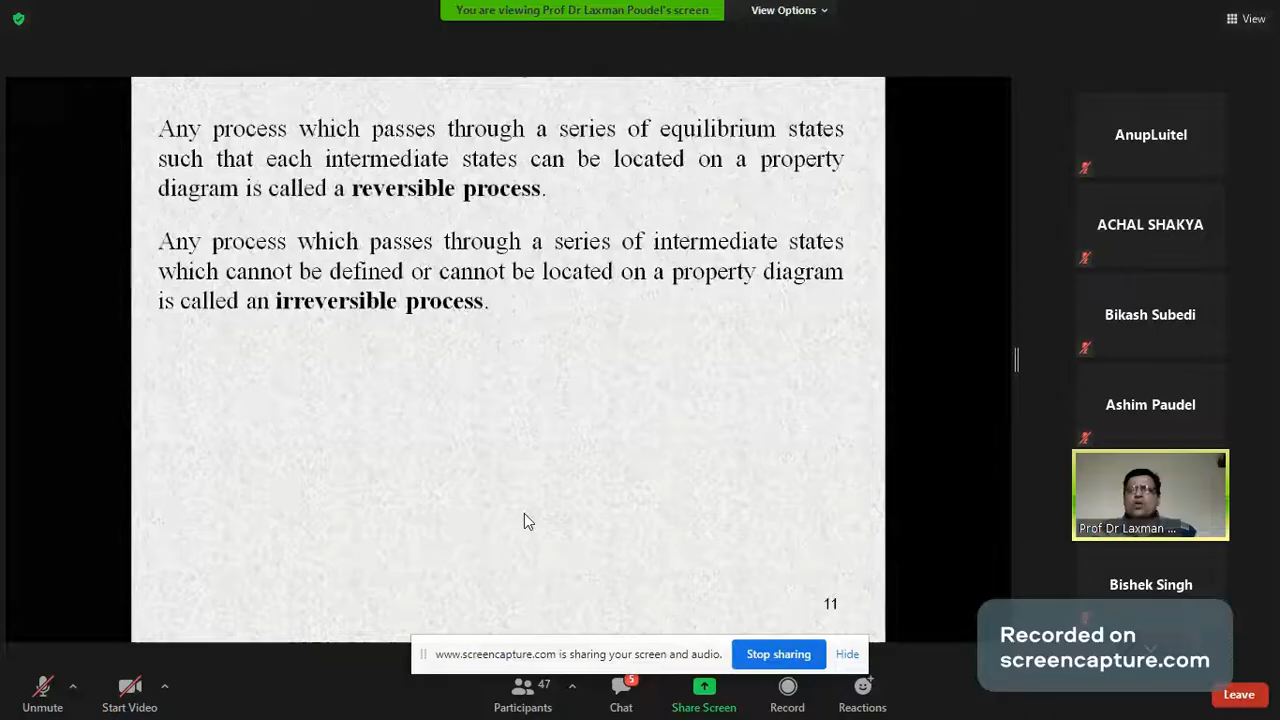 You are viewing Prof Dr Laxman Poudel's screen
View Options
View
Any process which passes through a series of equilibrium states
such that each intermediate states can be located on a property
diagram is called a reversible process.
Any process which passes through a series of intermediate states
which cannot be defined or cannot be located on a property diagram
is called an irreversible process.
11
AnupLuitel
ACHAL SHAKYA
Bikash Subedi
Ashim Paudel
Prof Dr Laxman ...
Bishek Singh
Recorded on
screencapture.com
www.screencapture.com is sharing your screen and audio.
Stop sharing
Hide
Unmute
Start Video
47
Participants
5
Chat
Share Screen
Record
Reactions
Leave